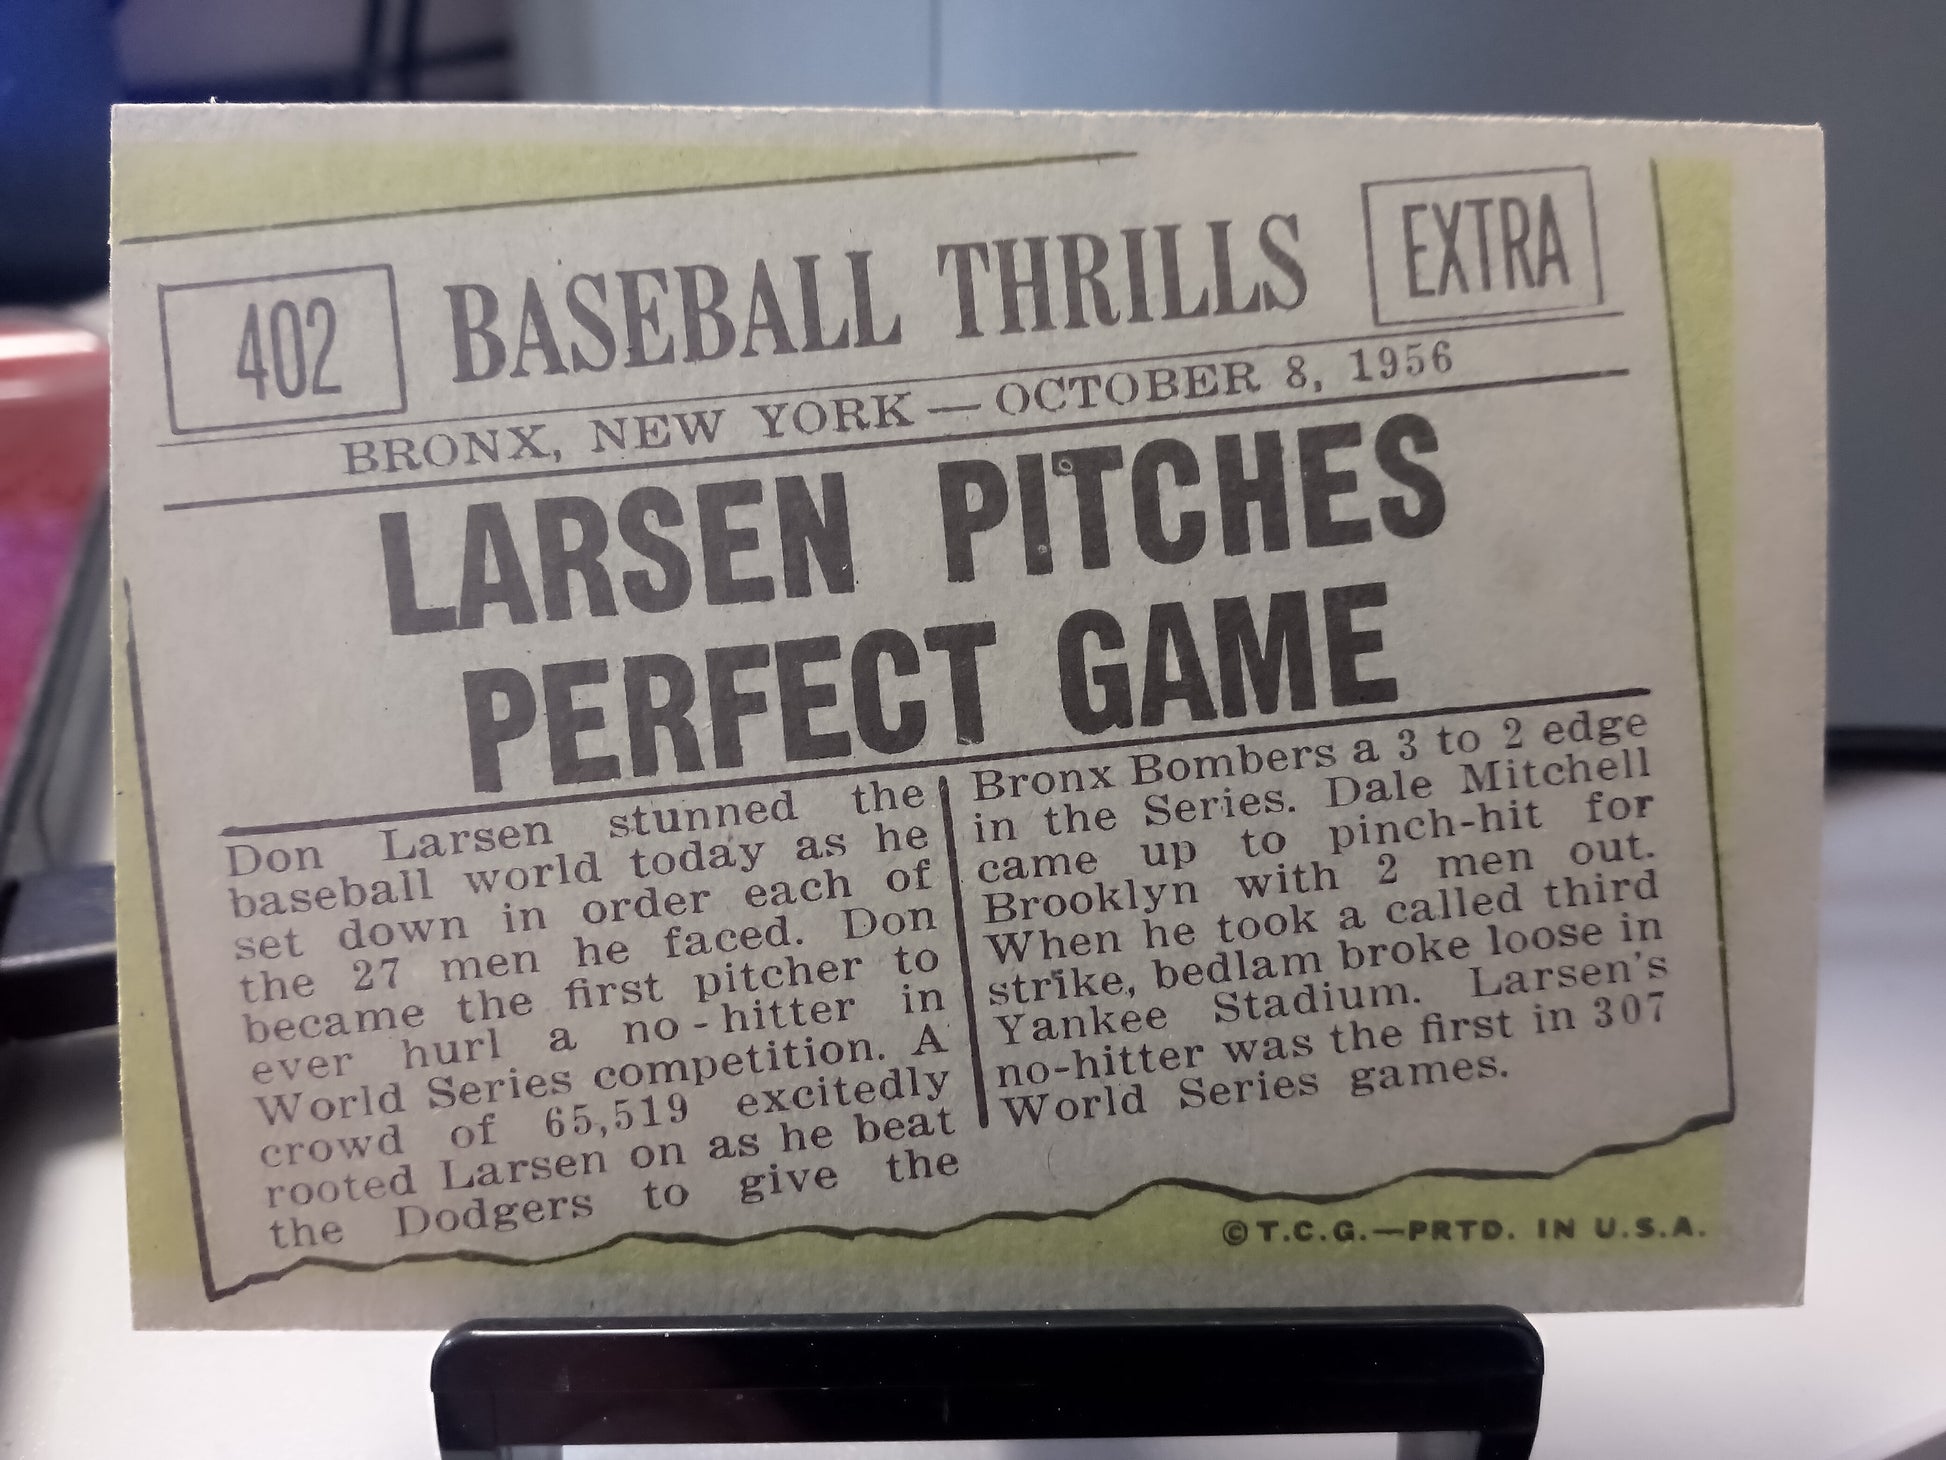 402
BASEBALL THRILLS
EXTRA
BRONX, NEW YORK — OCTOBER 8, 1956
LARSEN PITCHES
PERFECT GAME
Don Larsen stunned the
baseball world today as he
set down in order each of
the 27 men he faced. Don
became the first pitcher to
ever hurl a no-hitter in
World Series competition. A
crowd of 65,519 excitedly
rooted Larsen on as he beat
the Dodgers to give the
Bronx Bombers a 3 to 2 edge
in the Series. Dale Mitchell
came up to pinch-hit for
Brooklyn with 2 men out.
When he took a called third
strike, bedlam broke loose in
Yankee Stadium. Larsen's
no-hitter was the first in 307
World Series games.
©T.C.G.—PRTD. IN U.S.A.